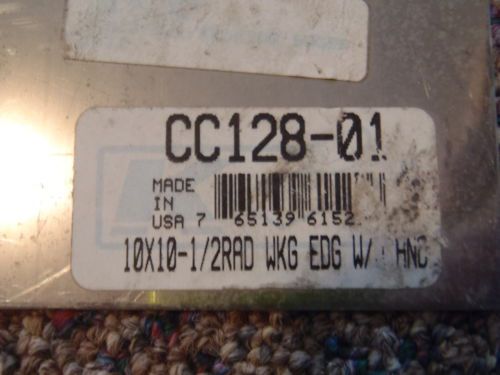 CC128-01
MADE
IN
USA 7 65139 6152
10X10-1/2RAD WKG EDG W/ HNC